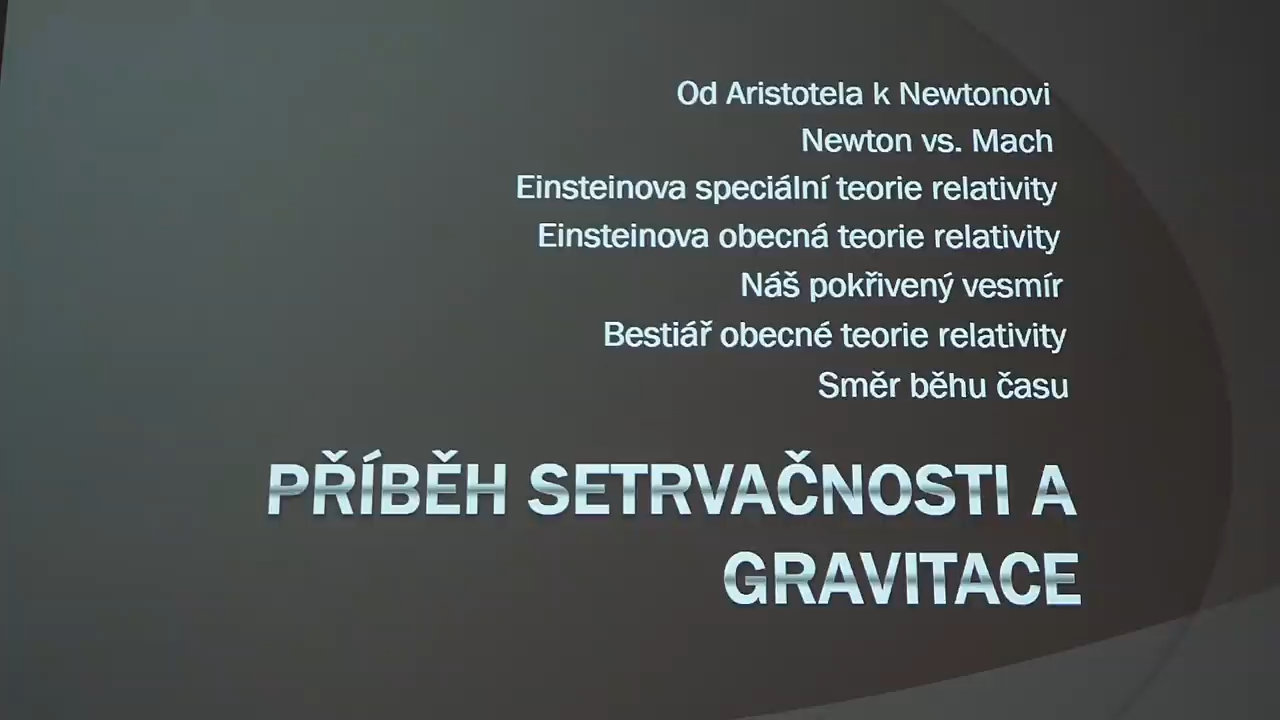 Od Aristotela k Newtonovi
Newton vs. Mach
Einsteinova speciální teorie relativity
Einsteinova obecná teorie relativity
Náš pokřivený vesmír
Bestiář obecné teorie relativity
Směr běhu času
PŘÍBĚH SETRVAČNOSTI A
GRAVITACE